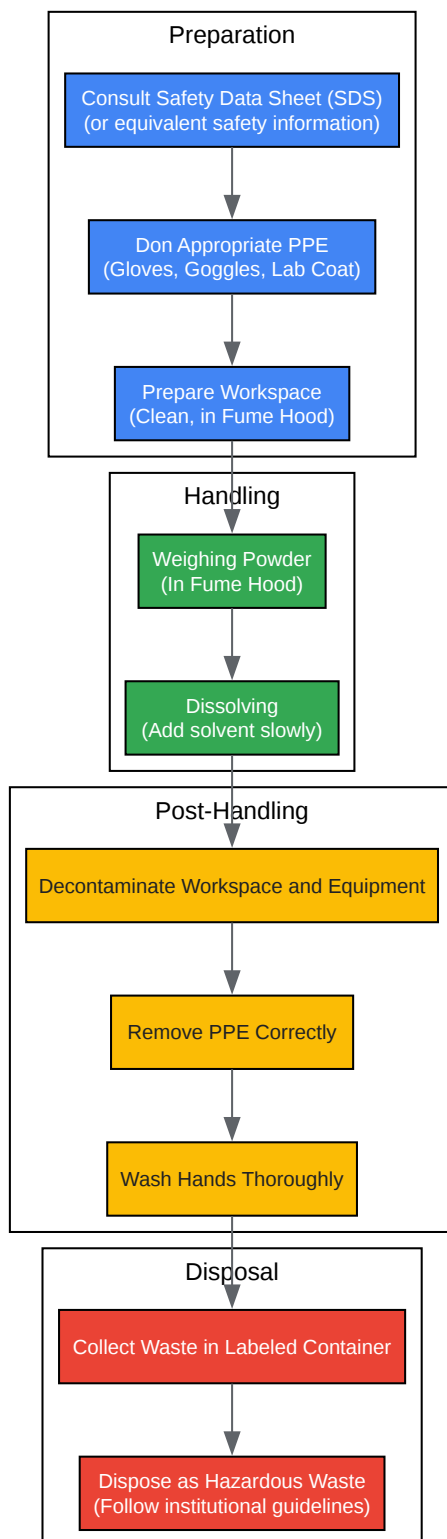 Preparation
Consult Safety Data Sheet (SDS)
(or equivalent safety information)
Don Appropriate PPE
(Gloves, Goggles, Lab Coat)
Prepare Workspace
(Clean, in Fume Hood)
Handling
Weighing Powder
(In Fume Hood)
Dissolving
(Add solvent slowly)
Post-Handling
Decontaminate Workspace and Equipment
Remove PPE Correctly
Wash Hands Thoroughly
Disposal
Collect Waste in Labeled Container
Dispose as Hazardous Waste
(Follow institutional guidelines)